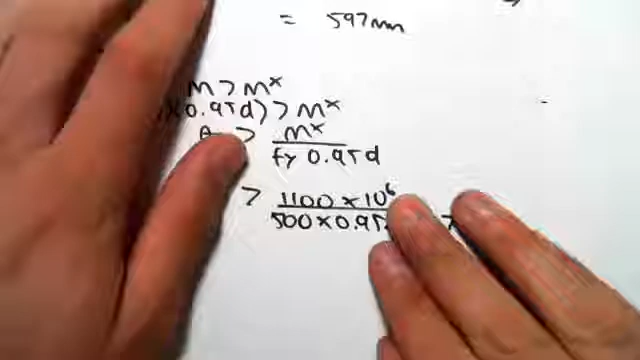 = 597mm
M > M*
(0.95d) > M*
> M*
fy 0.95d
> 1100 × 10⁶
500 × 0.95